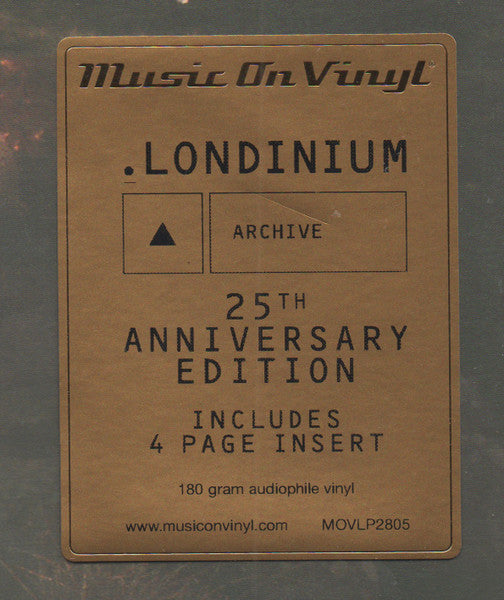 Music On Vinyl®
.LONDINIUM
▲ ARCHIVE
25TH
ANNIVERSARY
EDITION
INCLUDES
4 PAGE INSERT
180 gram audiophile vinyl
www.musiconvinyl.com MOVLP2805